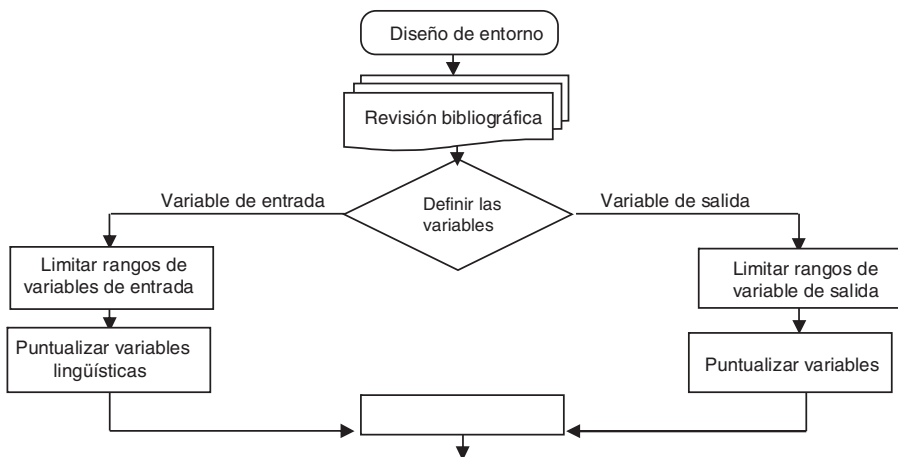 Diseño de entorno
Revisión bibliográfica
Variable de entrada
Definir las
variables
Variable de salida
Limitar rangos de
variables de entrada
Limitar rangos de
variable de salida
Puntualizar variables
lingüísticas
Puntualizar variables